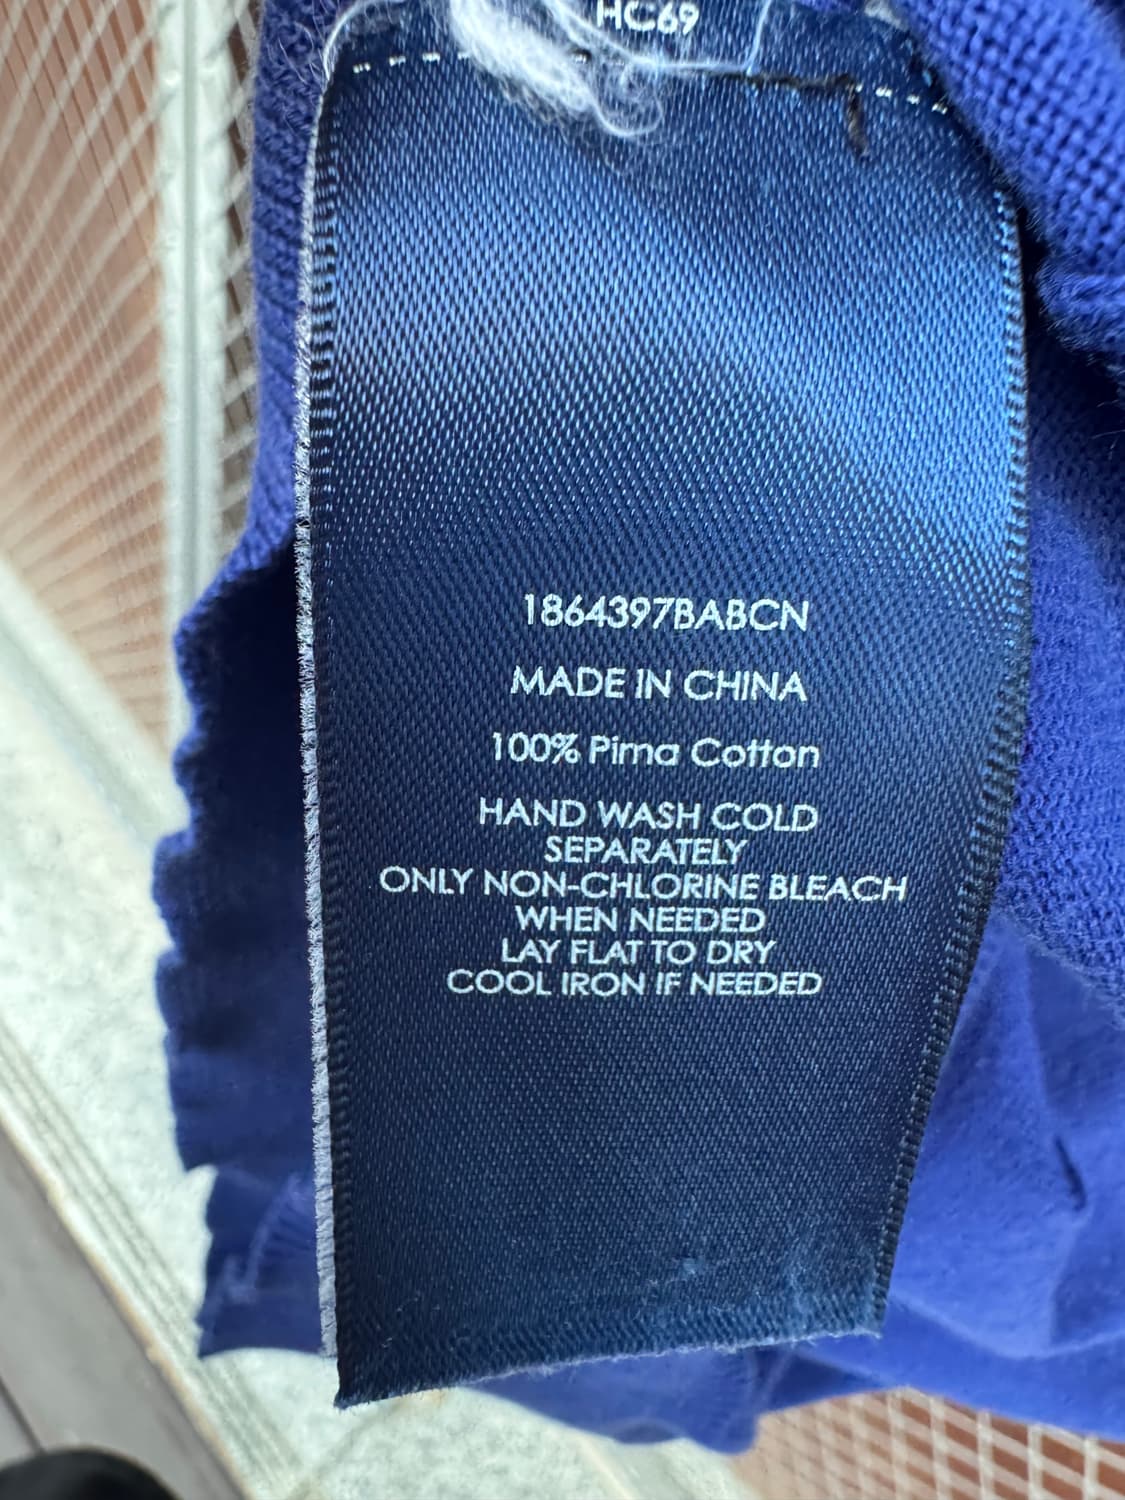 HC69
1864397BABCN
MADE IN CHINA
100% Pima Cotton
HAND WASH COLD
SEPARATELY
ONLY NON-CHLORINE BLEACH
WHEN NEEDED
LAY FLAT TO DRY
COOL IRON IF NEEDED